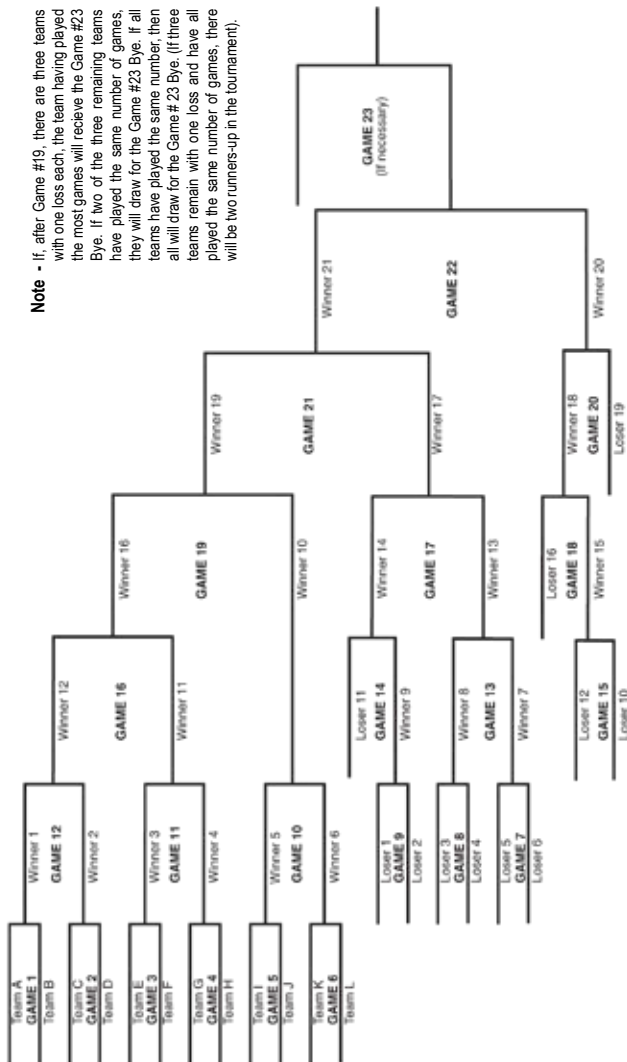 Note - If, after Game #19, there are three teams
with one loss each, the team having played
the most games will recieve the Game #23
Bye. If two of the three remaining teams
have played the same number of games,
they will draw for the Game #23 Bye. If all
teams have played the same number, then
all will draw for the Game # 23 Bye. (If three
teams remain with one loss and have all
played the same number of games, there
will be two runners-up in the tournament).
Team A
GAME 1
Team B
Team C
GAME 2
Team D
Team E
GAME 3
Team F
Team G
GAME 4
Team H
Team I
GAME 5
Team J
Team K
GAME 6
Team L
Winner 1
GAME 12
Winner 2
Winner 3
GAME 11
Winner 4
Winner 5
GAME 10
Winner 6
Loser 1
GAME 9
Loser 2
Loser 3
GAME 8
Loser 4
Loser 5
GAME 7
Loser 6
Winner 12
GAME 16
Winner 11
Loser 11
GAME 14
Winner 9
Winner 8
GAME 13
Winner 7
Loser 12
GAME 15
Loser 10
Winner 16
GAME 19
Winner 10
Winner 14
GAME 17
Winner 13
Loser 16
GAME 18
Winner 15
Winner 19
GAME 21
Winner 17
Winner 18
GAME 20
Loser 19
Winner 21
GAME 22
Winner 20
GAME 23
(If necessary)